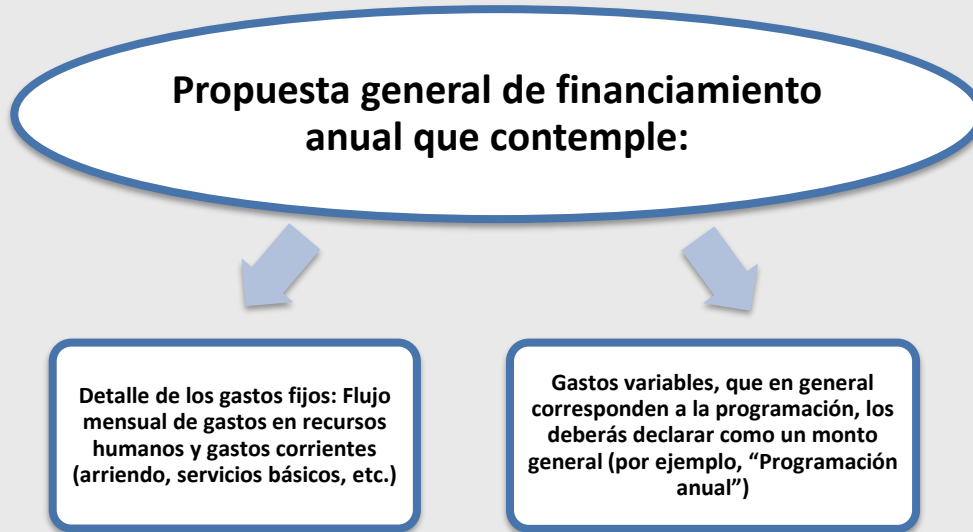 Propuesta general de financiamiento
anual que contemple:
Detalle de los gastos fijos: Flujo
mensual de gastos en recursos
humanos y gastos corrientes
(arriendo, servicios básicos, etc.)
Gastos variables, que en general
corresponden a la programación, los
deberás declarar como un monto
general (por ejemplo, “Programación
anual”)